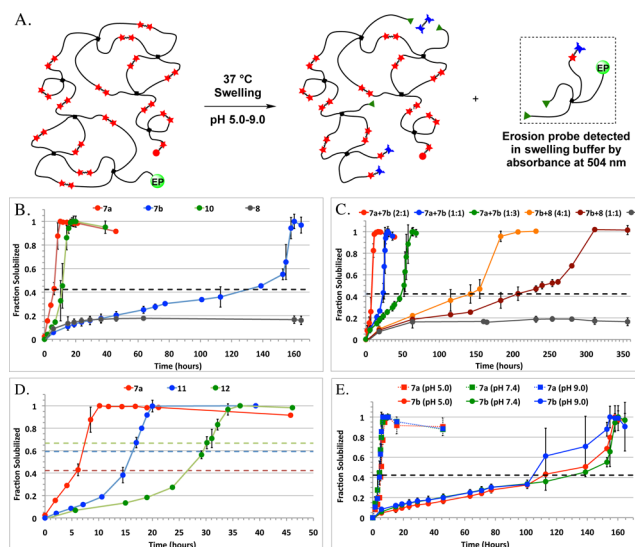 A.
37 °C
Swelling
pH 5.0-9.0
+
EP
EP
Erosion probe detected
in swelling buffer by
absorbance at 504 nm
B.
7a 7b 10 8
Fraction Solubilized
1
0.8
0.6
0.4
0.2
0
0 20 40 60 80 100 120 140 160
Time (hours)
C.
7a+7b (2:1) 7a+7b (1:1) 7a+7b (1:3) 7b+8 (4:1) 7b+8 (1:1)
Fraction Solubilized
1
0.8
0.6
0.4
0.2
0
0 50 100 150 200 250 300 350
Time (hours)
D.
7a 11 12
Fraction Solubilized
1
0.8
0.6
0.4
0.2
0
0 5 10 15 20 25 30 35 40 45 50
Time (hours)
E.
7a (pH 5.0) 7a (pH 7.4) 7a (pH 9.0)
7b (pH 5.0) 7b (pH 7.4) 7b (pH 9.0)
Fraction Solubilized
1
0.8
0.6
0.4
0.2
0
0 20 40 60 80 100 120 140 160
Time (hours)